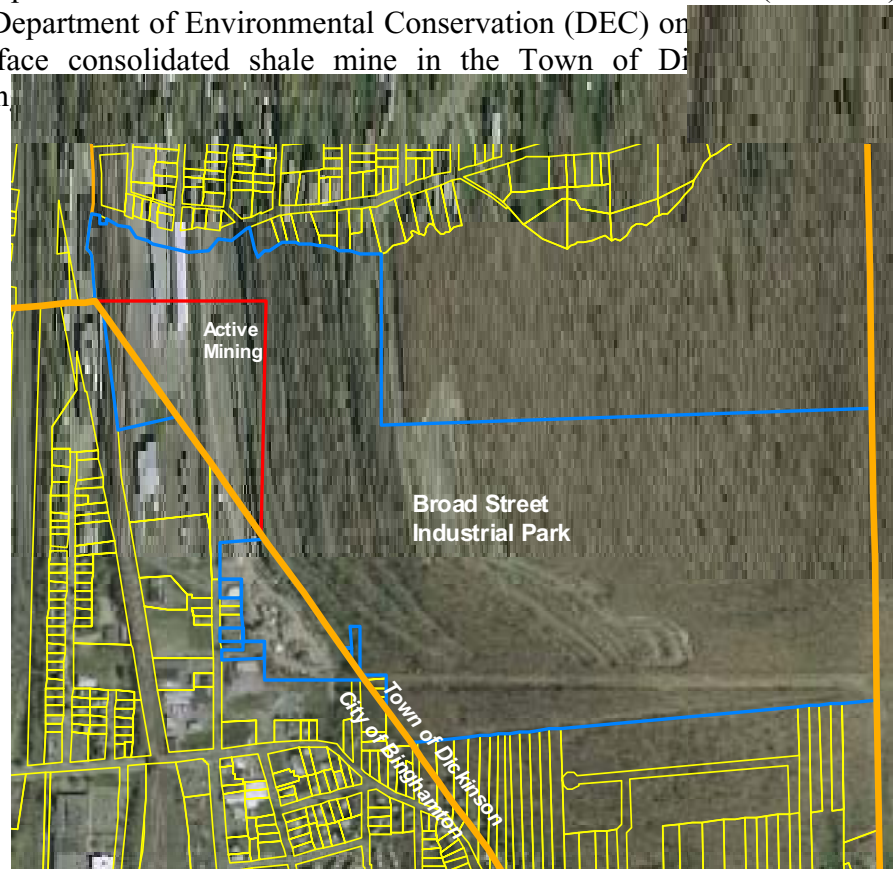 Department of Environmental Conservation (DEC) on
face consolidated shale mine in the Town of Di
Active
Mining
Broad Street
Industrial Park
Town of Dickinson
City of Binghamton